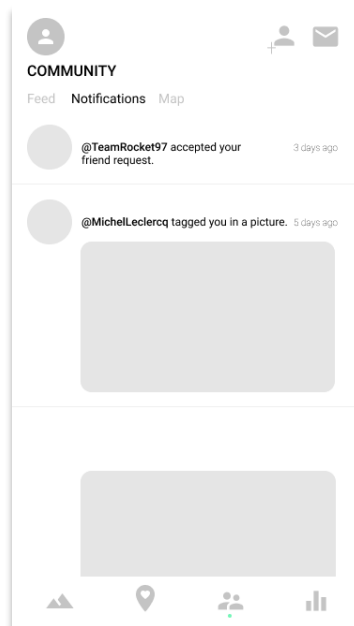 COMMUNITY
Feed Notifications Map
@TeamRocket97 accepted your 3 days ago
friend request.
@MichelLeclercq tagged you in a picture. 5 days ago